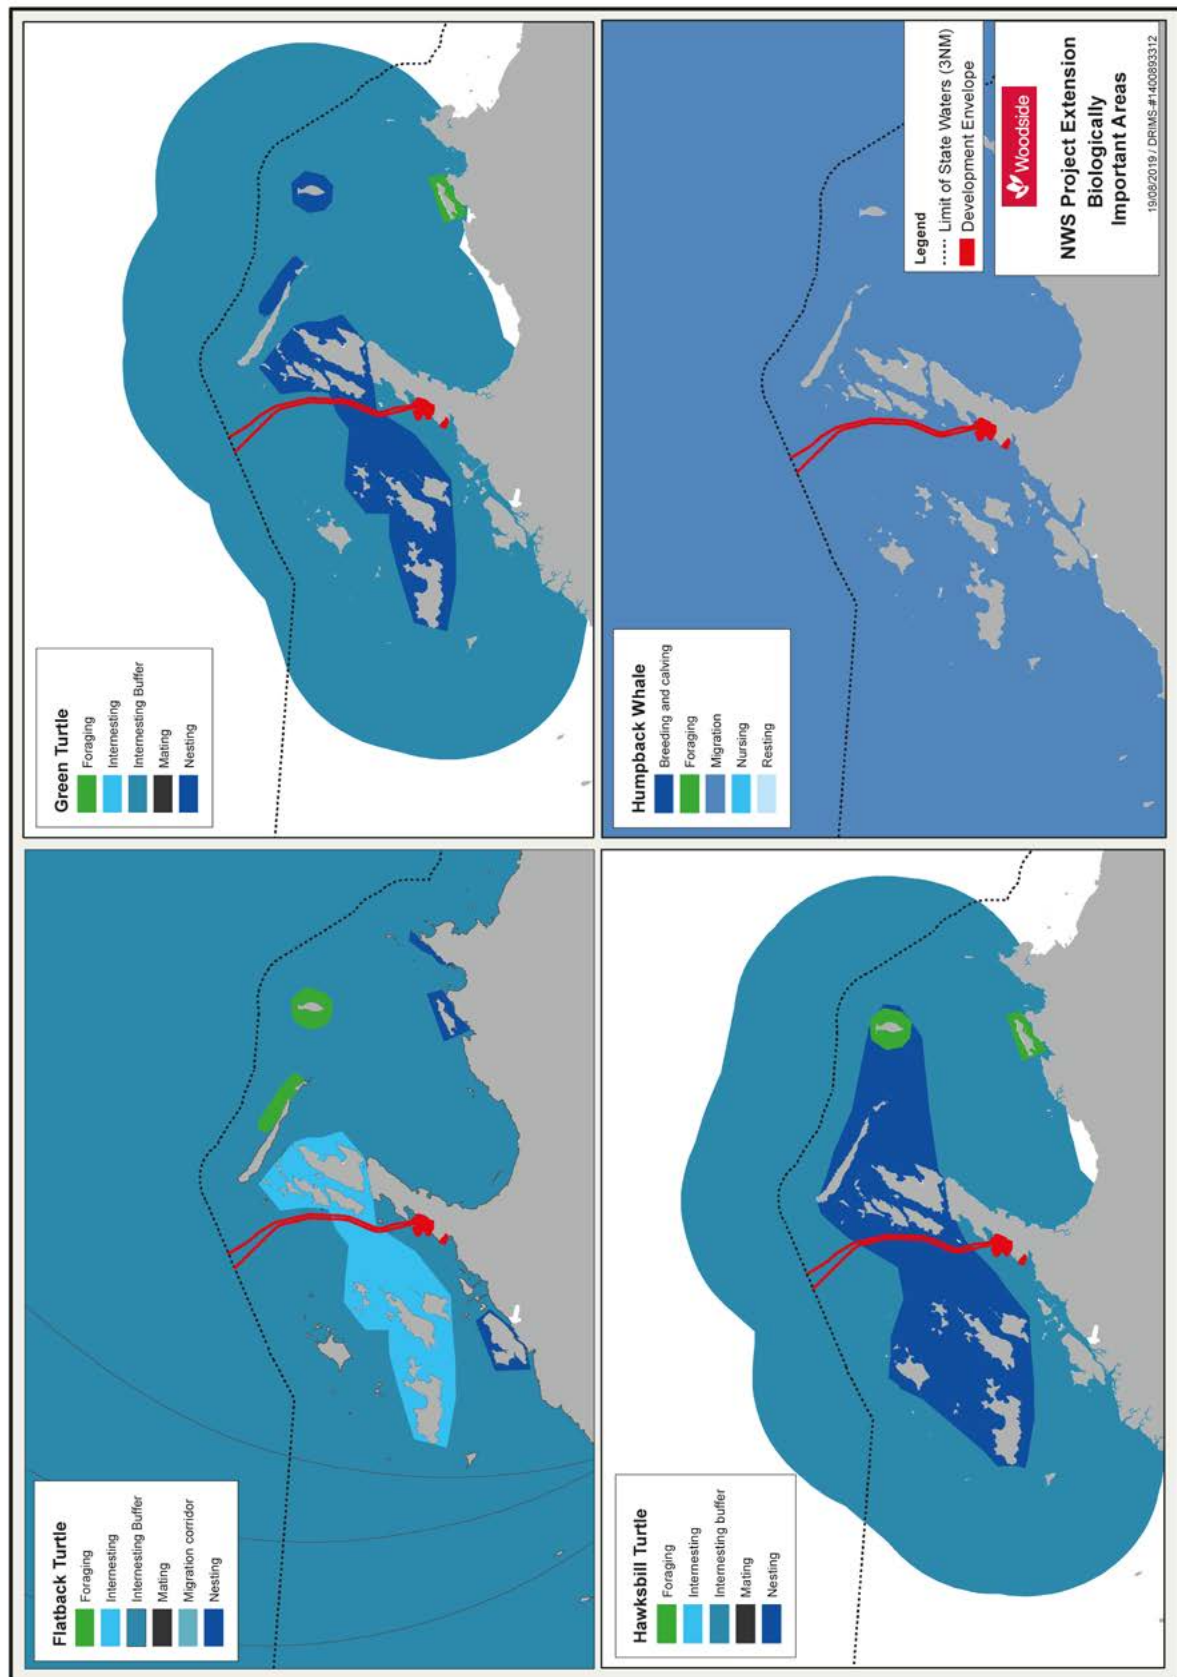 Flatback Turtle
Foraging
Internesting
Internesting Buffer
Mating
Migration corridor
Nesting
Green Turtle
Foraging
Internesting
Internesting Buffer
Mating
Nesting
Hawksbill Turtle
Foraging
Internesting
Internesting buffer
Mating
Nesting
Humpback Whale
Breeding and calving
Foraging
Migration
Nursing
Resting
Legend
Limit of State Waters (3NM)
Development Envelope
Woodside
NWS Project Extension
Biologically
Important Areas
19/08/2019 / DRIMS-#1400893312